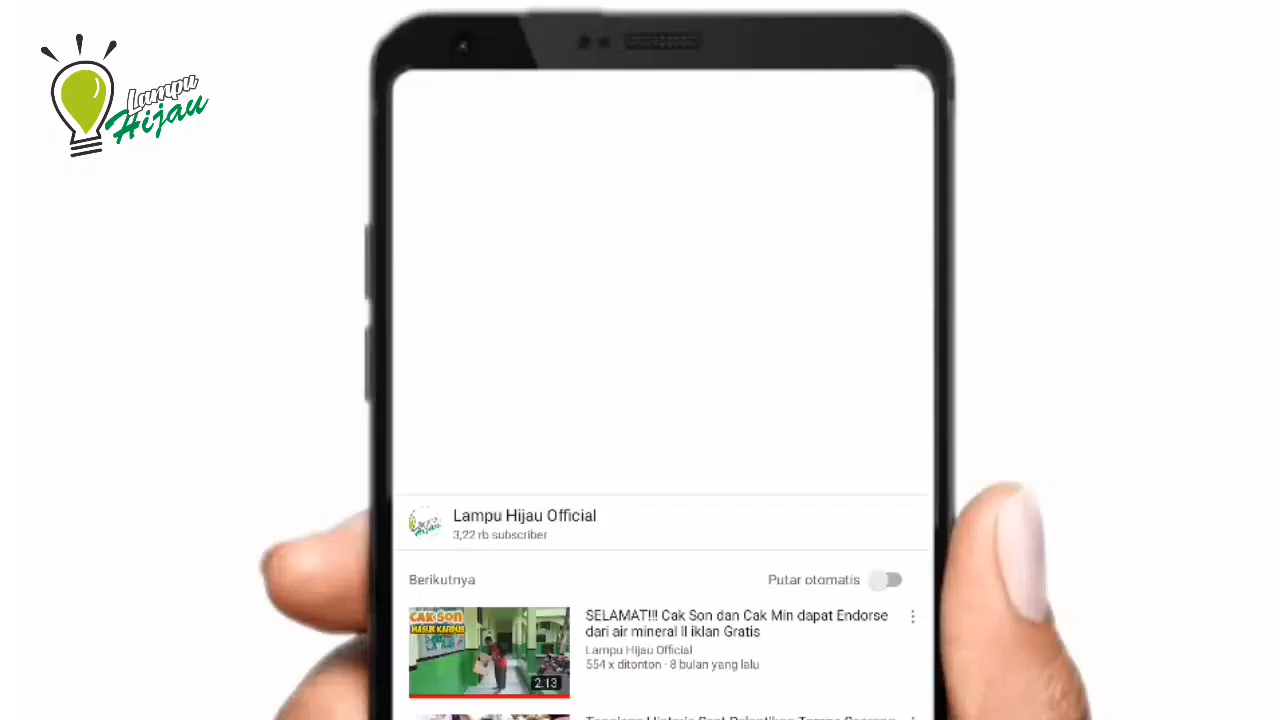 Lampu
Hijau
Lampu Hijau Official
3,22 rb subscriber
Berikutnya
Putar otomatis
CAK SON
MASUK KARDUS
2.13
SELAMAT!!! Cak Son dan Cak Min dapat Endorse
dari air mineral II iklan Gratis
Lampu Hijau Official
554 x ditonton · 8 bulan yang lalu